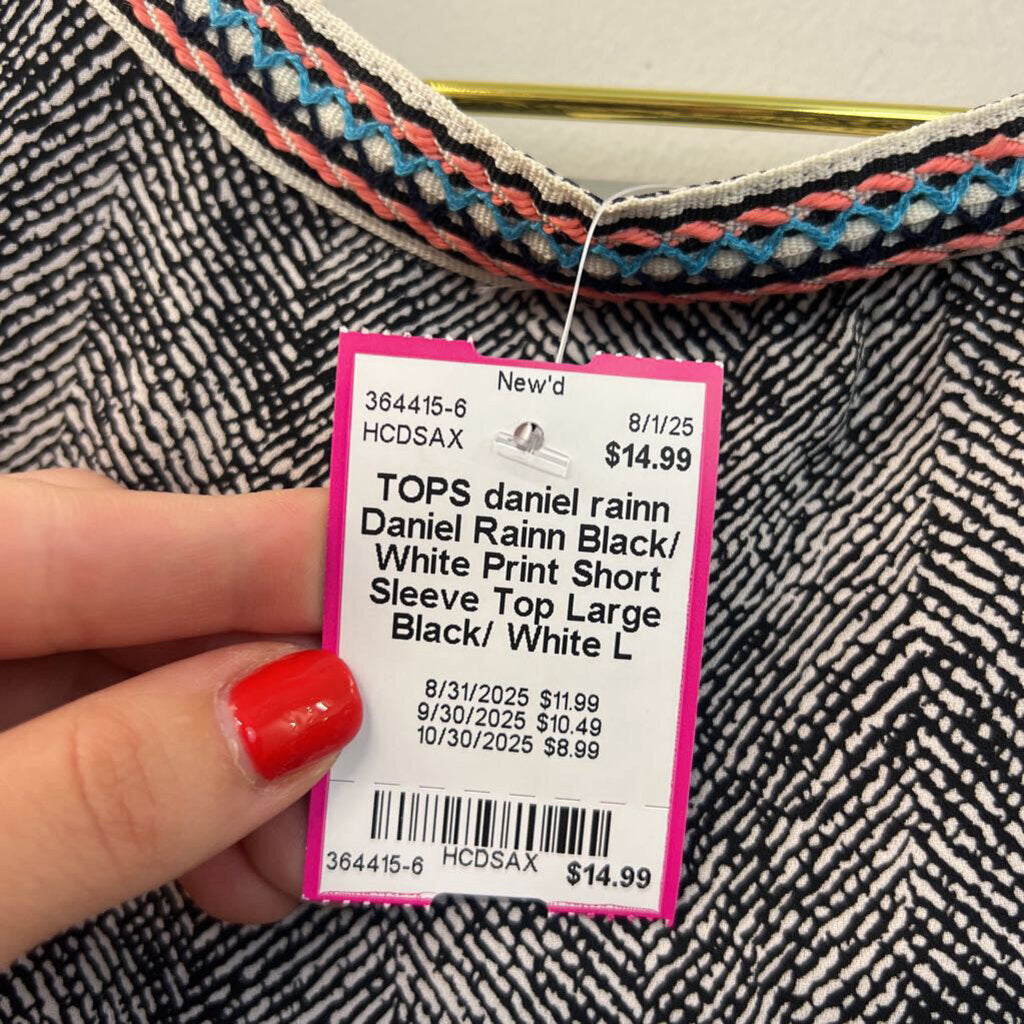 New'd
364415-6 8/1/25
HCDSAX $14.99
TOPS daniel rainn
Daniel Rainn Black/
White Print Short
Sleeve Top Large
Black/ White L
8/31/2025 $11.99
9/30/2025 $10.49
10/30/2025 $8.99
364415-6 HCDSAX $14.99